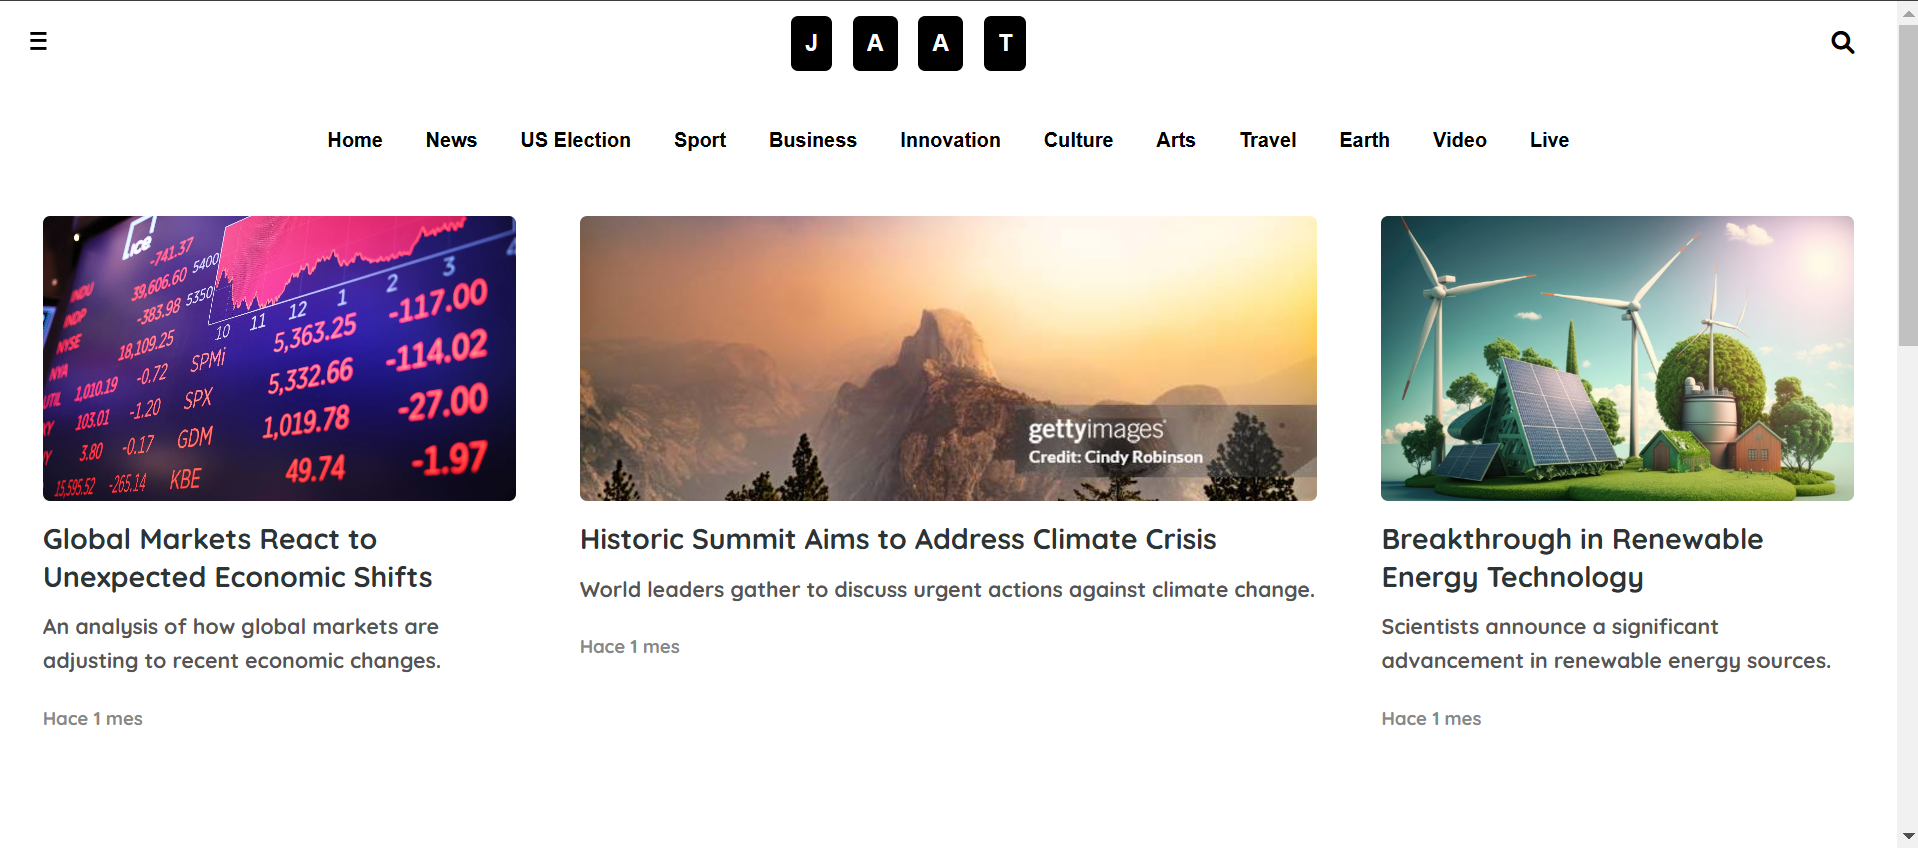 ☰
J A A T
Home News US Election Sport Business Innovation Culture Arts Travel Earth Video Live
ice
-741.37
39,606.60 5400
-383.98 5350
18,109.25
10 11 12 1 2 3
INDU
INDP
NYSE
NYA
1,010.19 -0.72 SPMi 5,363.25 -117.00
103.01 -1.20 SPX 5,332.66 -114.02
3.80 -0.17 GDM 1,019.78 -27.00
15,595.52 -265.14 KBE 49.74 -1.97
gettyimages
Credit: Cindy Robinson
Global Markets React to
Unexpected Economic Shifts
An analysis of how global markets are
adjusting to recent economic changes.
Hace 1 mes
Historic Summit Aims to Address Climate Crisis
World leaders gather to discuss urgent actions against climate change.
Hace 1 mes
Breakthrough in Renewable
Energy Technology
Scientists announce a significant
advancement in renewable energy sources.
Hace 1 mes